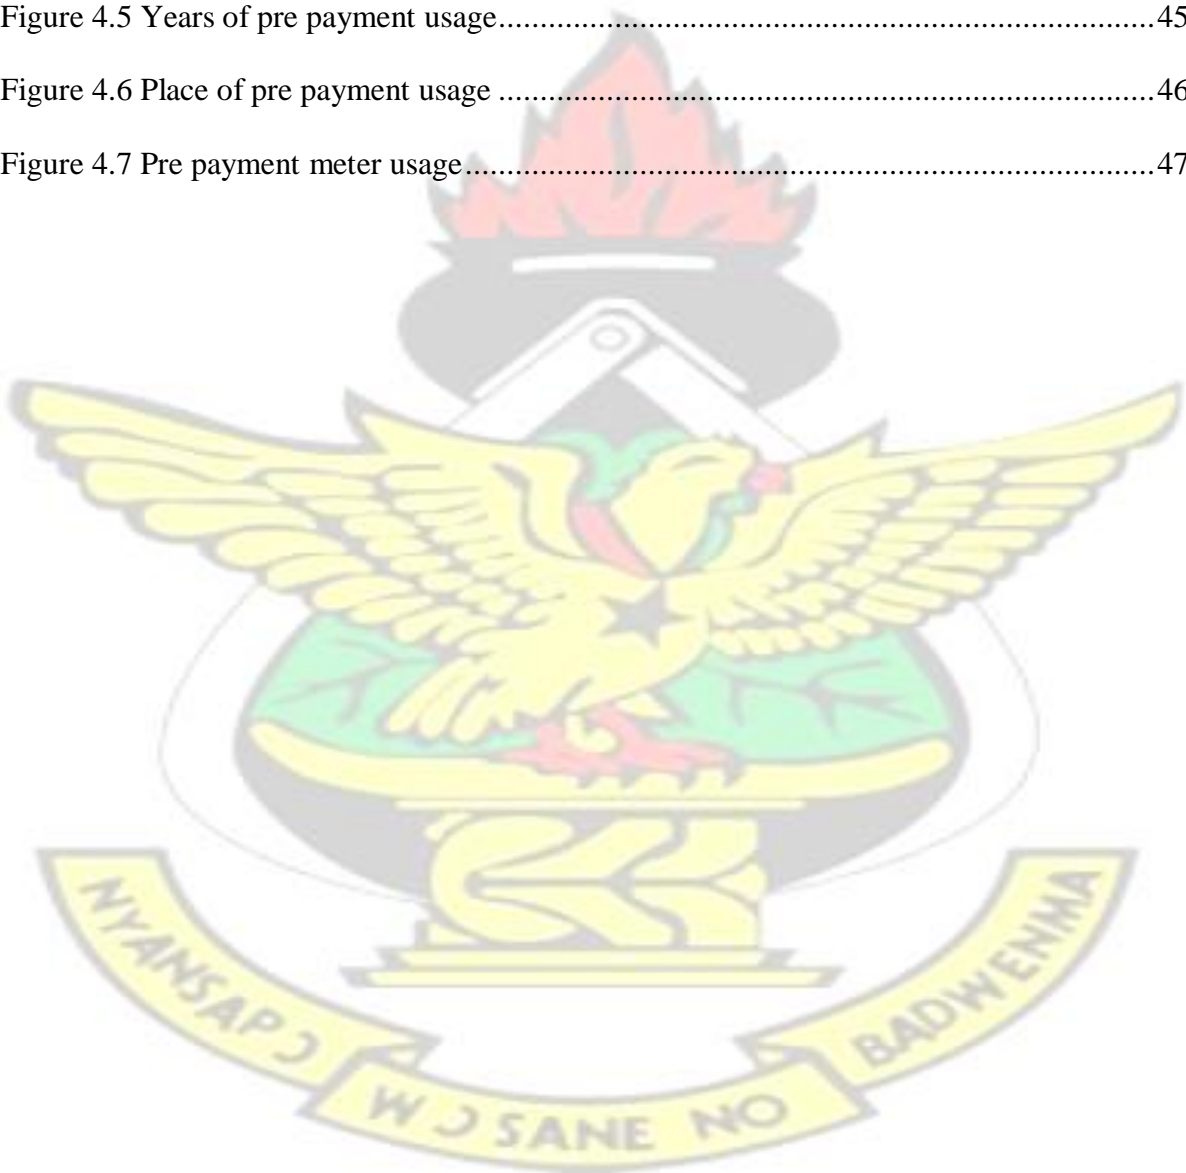 Figure 4.5 Years of pre payment usage....................................................................................45
Figure 4.6 Place of pre payment usage ....................................................................................46
Figure 4.7 Pre payment meter usage........................................................................................47
NYANSAPƆ
WƆSANE NO
BADWENMA